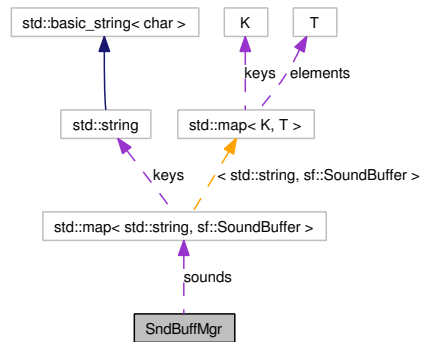 std::basic_string< char >
K
T
keys
elements
std::string
std::map< K, T >
keys
< std::string, sf::SoundBuffer >
std::map< std::string, sf::SoundBuffer >
sounds
SndBuffMgr